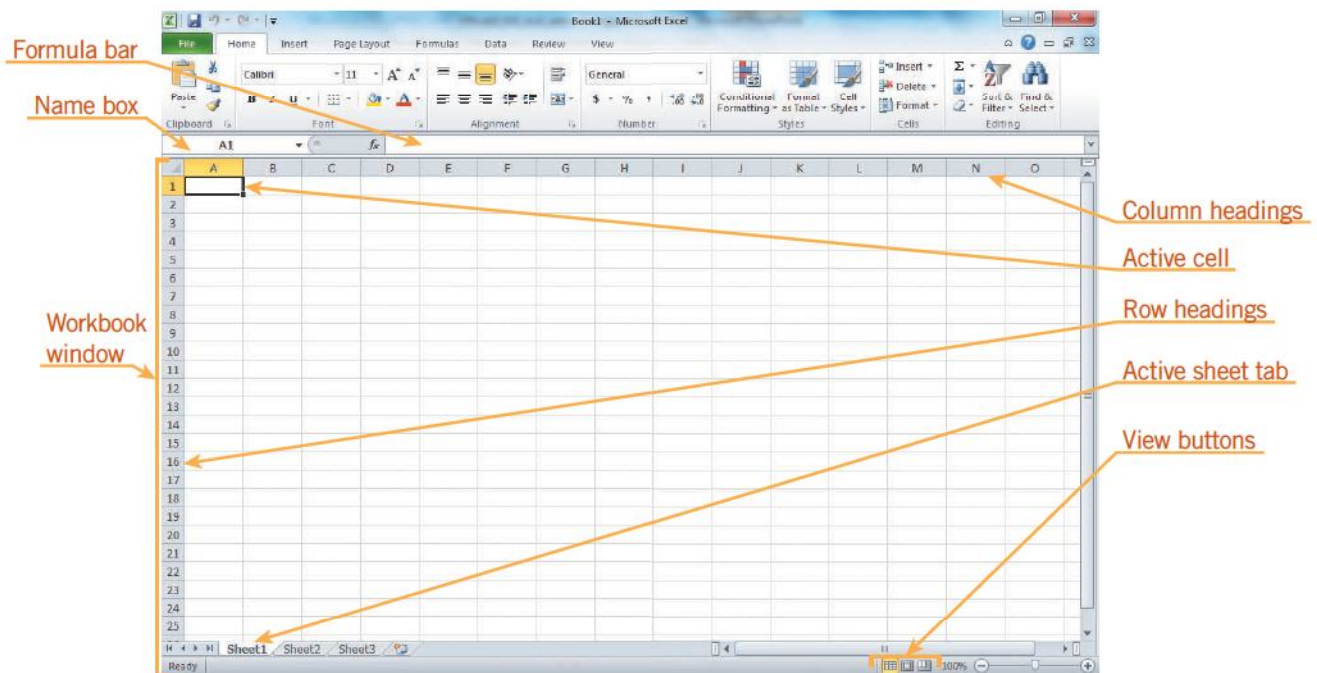 Book1 - Microsoft Excel
File Home Insert Page Layout Formulas Data Review View
Formula bar
Name box
Paste
Calibri 11 A A
B I U A
General
$ % ,
Conditional Formatting
Format as Table
Cell Styles
Insert
Delete
Format
Σ
Sort & Filter
Find & Select
Clipboard Font Alignment Number Styles Cells Editing
A1 fx
A B C D E F G H I J K L M N O
1
2
3
4
5
6
7
8
9
10
11
12
13
14
15
16
17
18
19
20
21
22
23
24
25
Column headings
Active cell
Row headings
Active sheet tab
View buttons
Workbook
window
Sheet1 Sheet2 Sheet3
Ready 100%